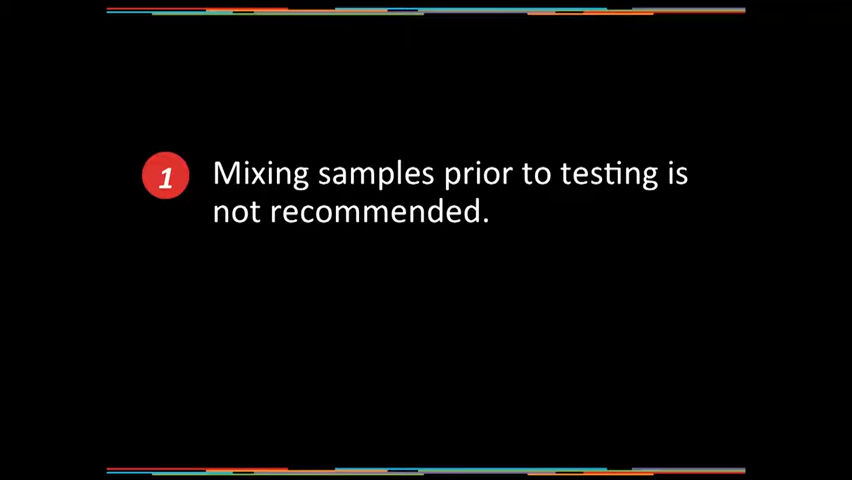 1
Mixing samples prior to testing is
not recommended.